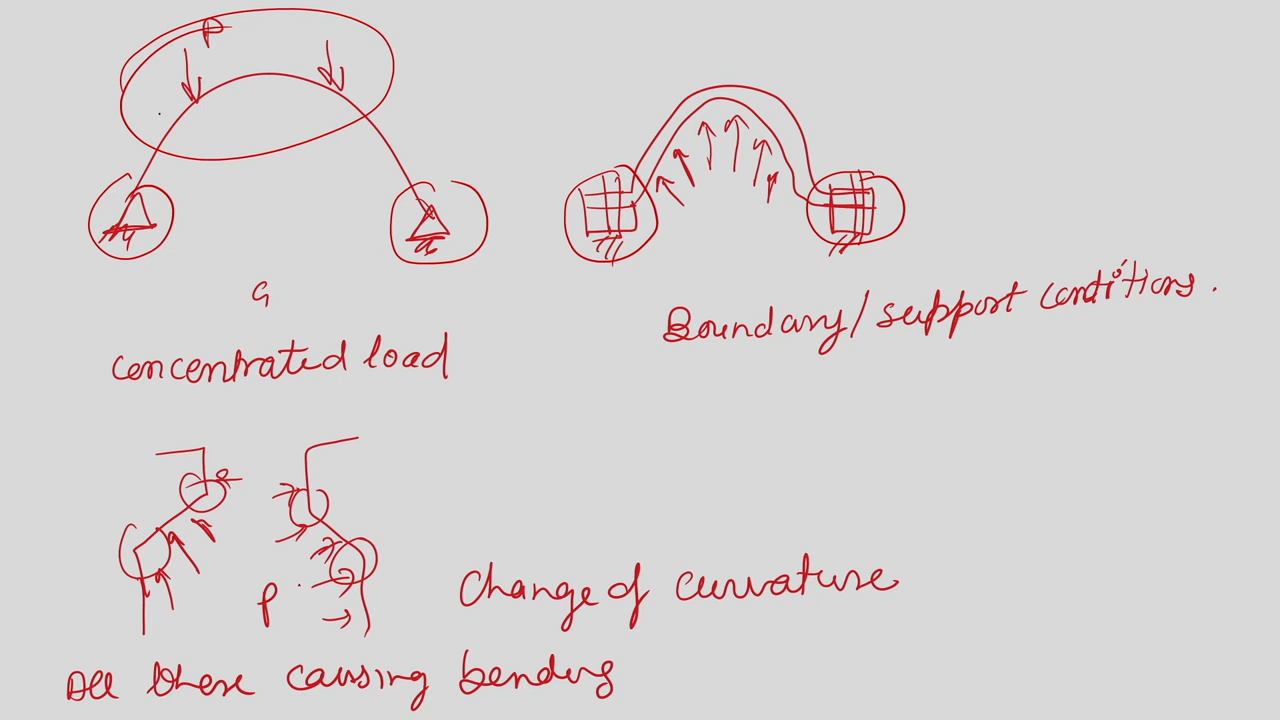 P
G
concentrated load
Boundary/support conditions.
P
Change of curvature
All these causing bending